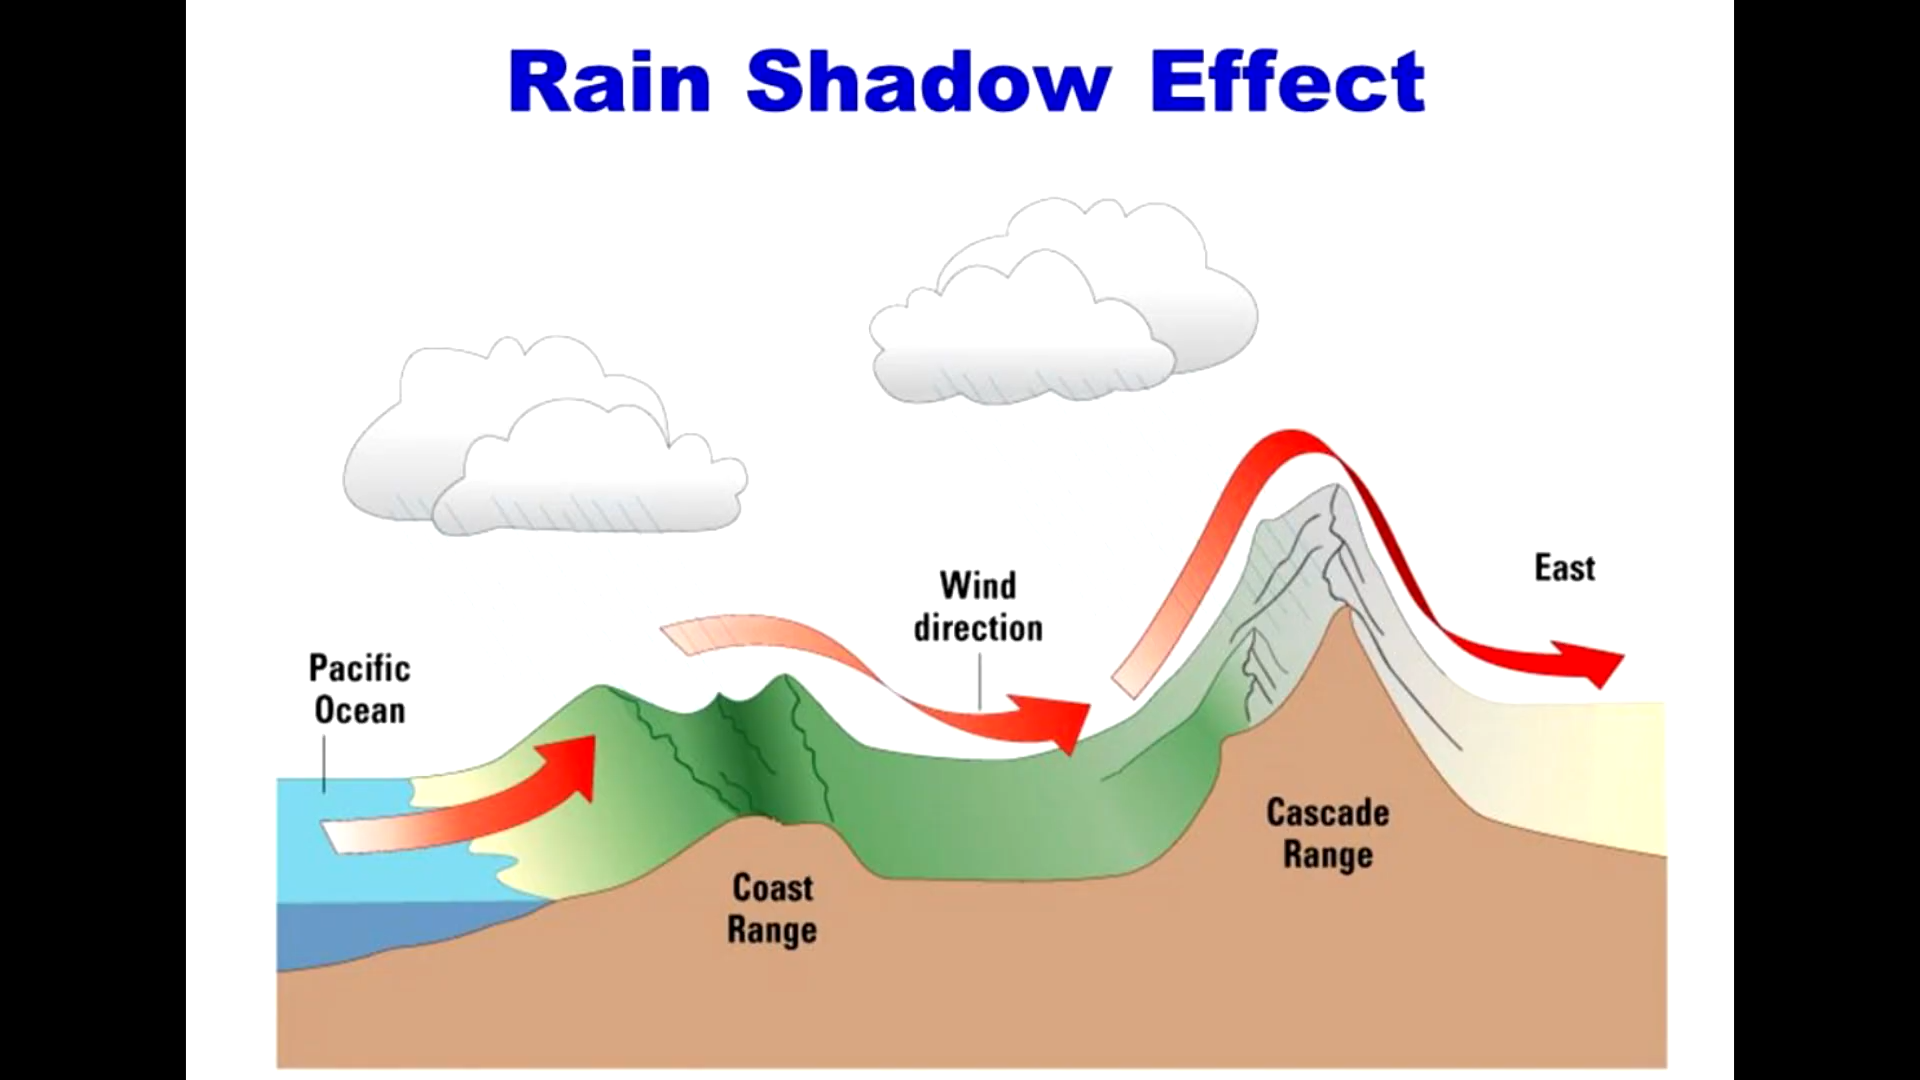 Rain Shadow Effect
Wind
direction
East
Pacific
Ocean
Cascade
Range
Coast
Range